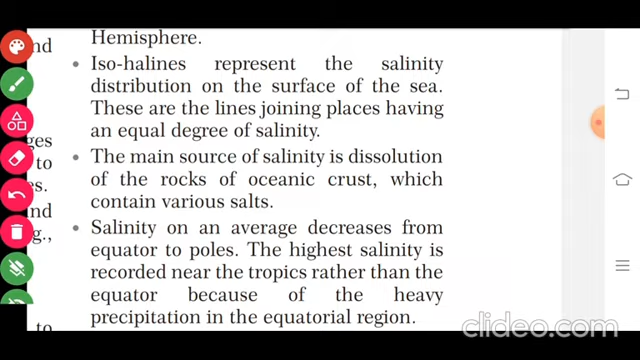 nd
Hemisphere.
• Iso-halines represent the salinity
distribution on the surface of the sea.
These are the lines joining places having
an equal degree of salinity.
ges
to
es.
• The main source of salinity is dissolution
of the rocks of oceanic crust, which
contain various salts.
nd
g.,
• Salinity on an average decreases from
equator to poles. The highest salinity is
recorded near the tropics rather than the
equator because of the heavy
precipitation in the equatorial region.
to
clideo.com